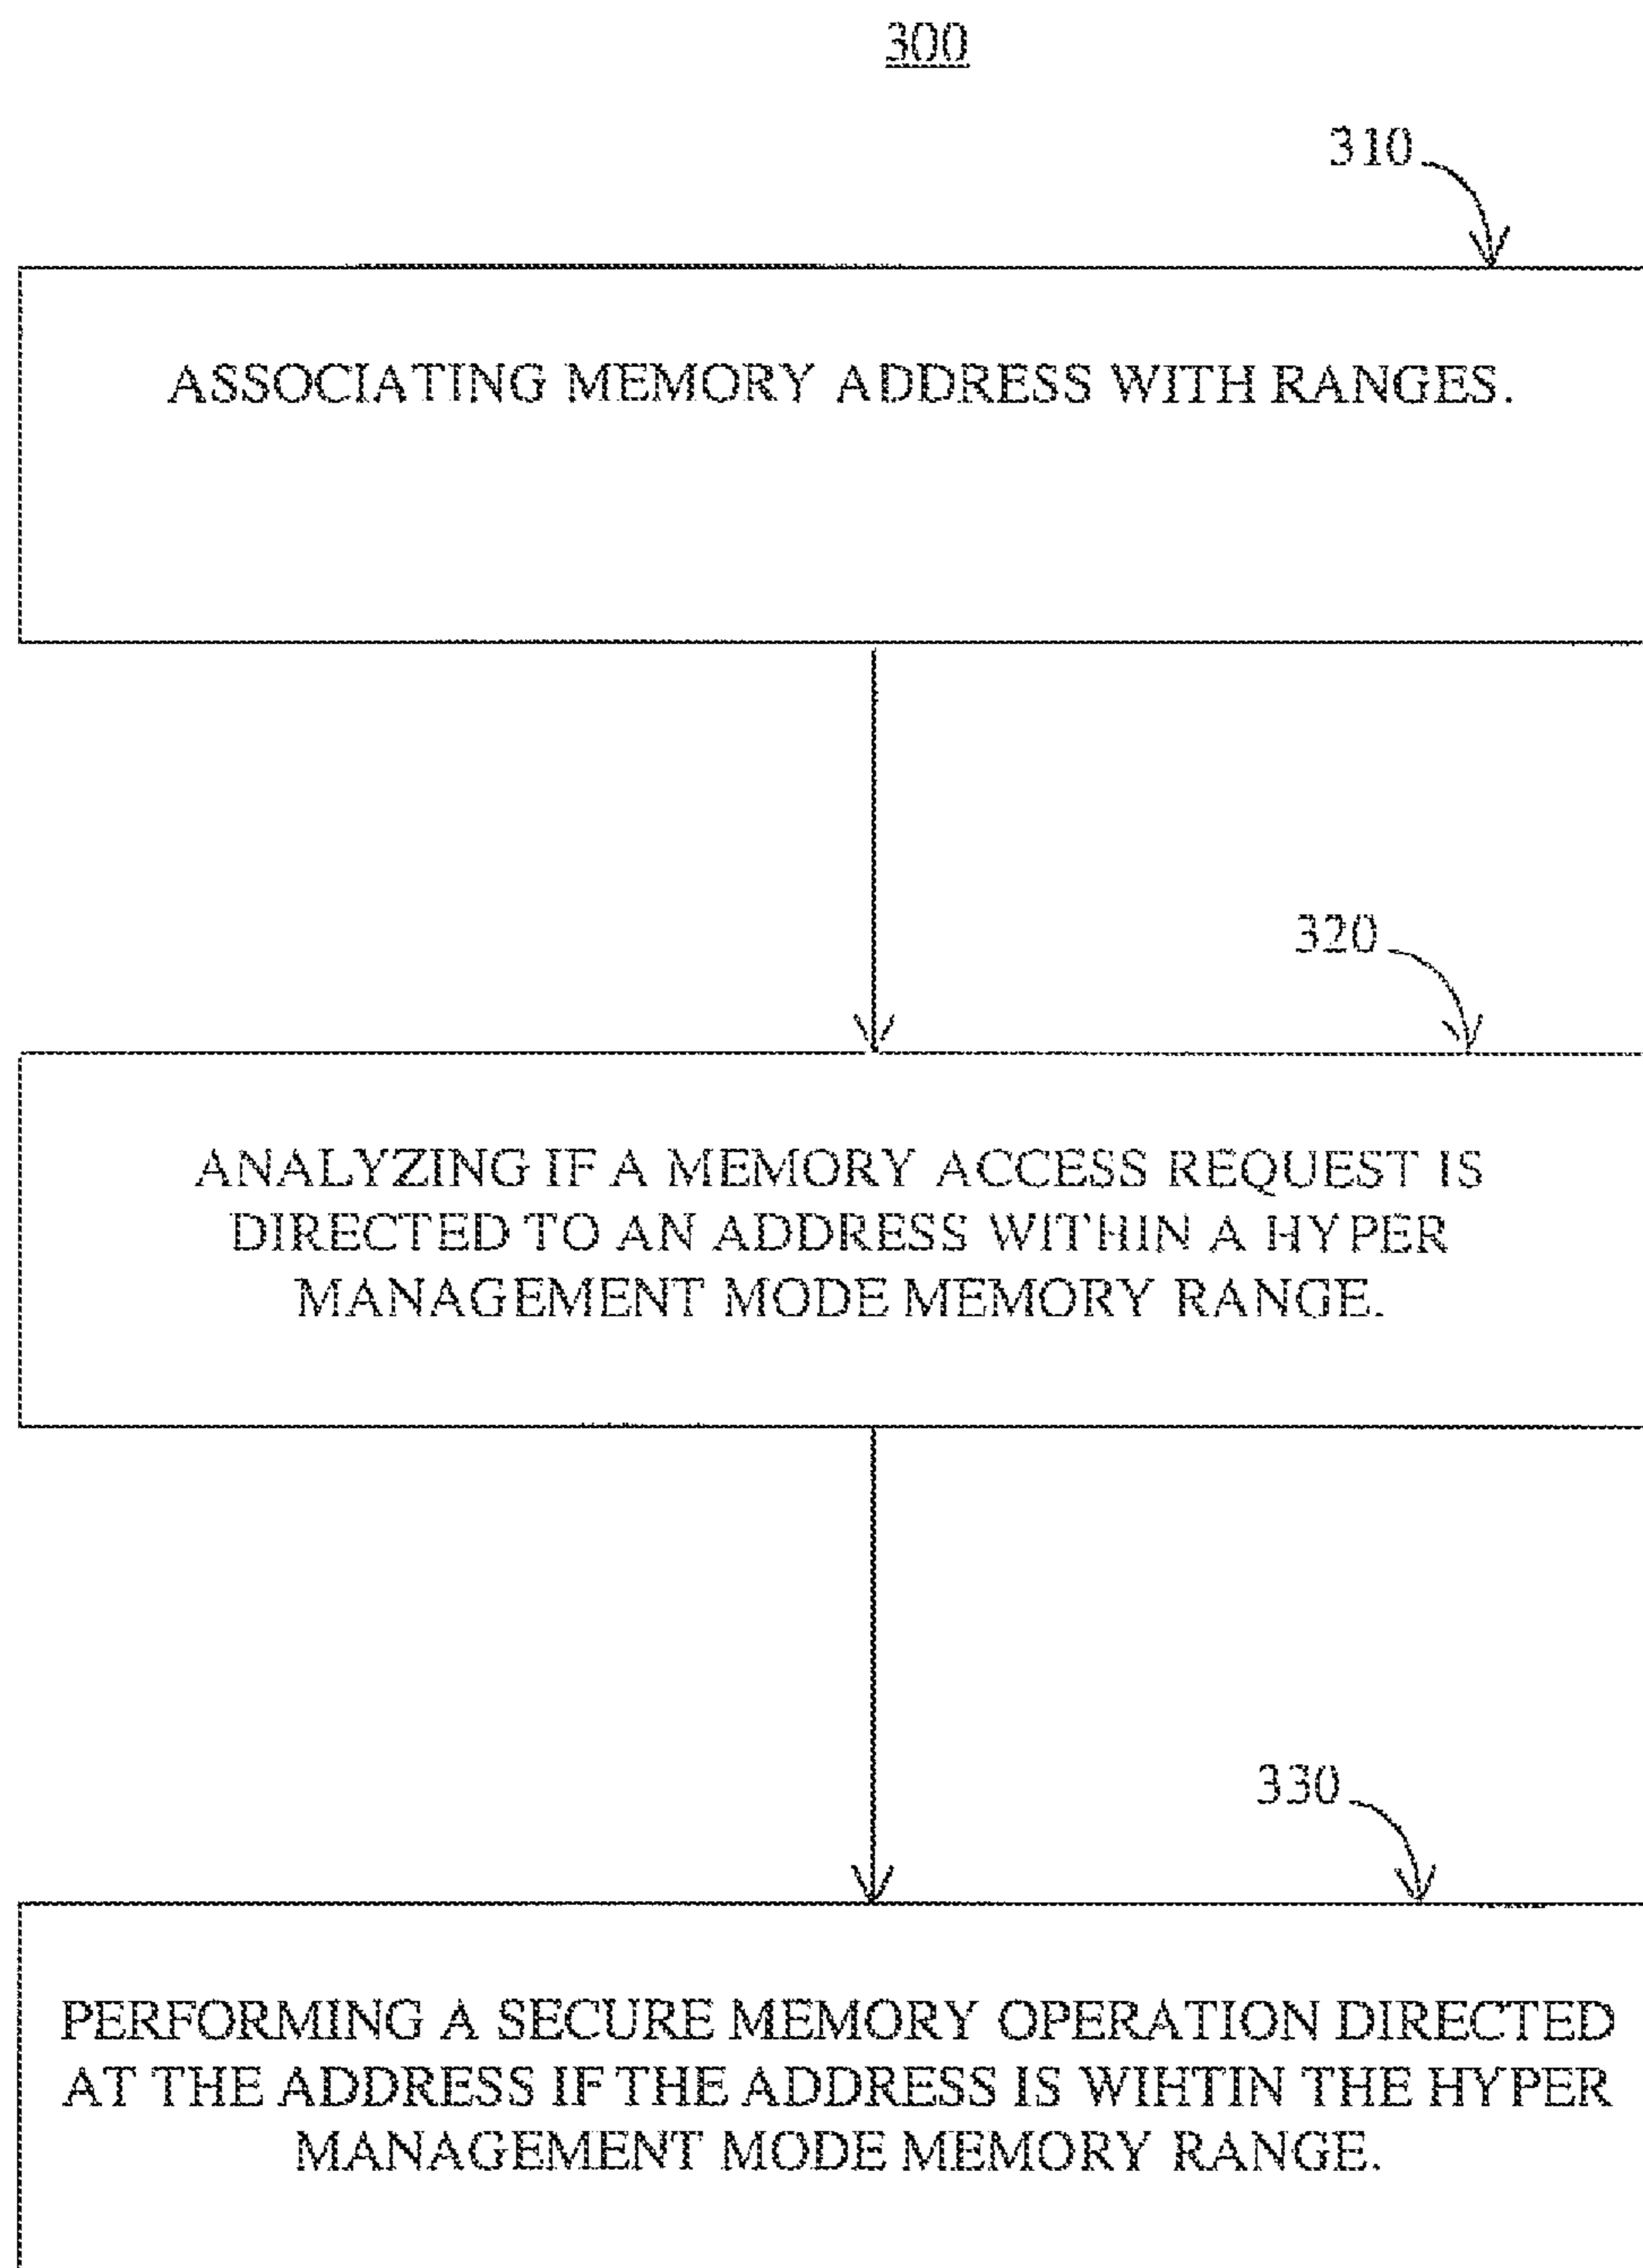 300
310
ASSOCIATING MEMORY ADDRESS WITH RANGES.
320
ANALYZING IF A MEMORY ACCESS REQUEST IS
DIRECTED TO AN ADDRESS WITHIN A HYPER
MANAGEMENT MODE MEMORY RANGE.
330
PERFORMING A SECURE MEMORY OPERATION DIRECTED
AT THE ADDRESS IF THE ADDRESS IS WIHTIN THE HYPER
MANAGEMENT MODE MEMORY RANGE.